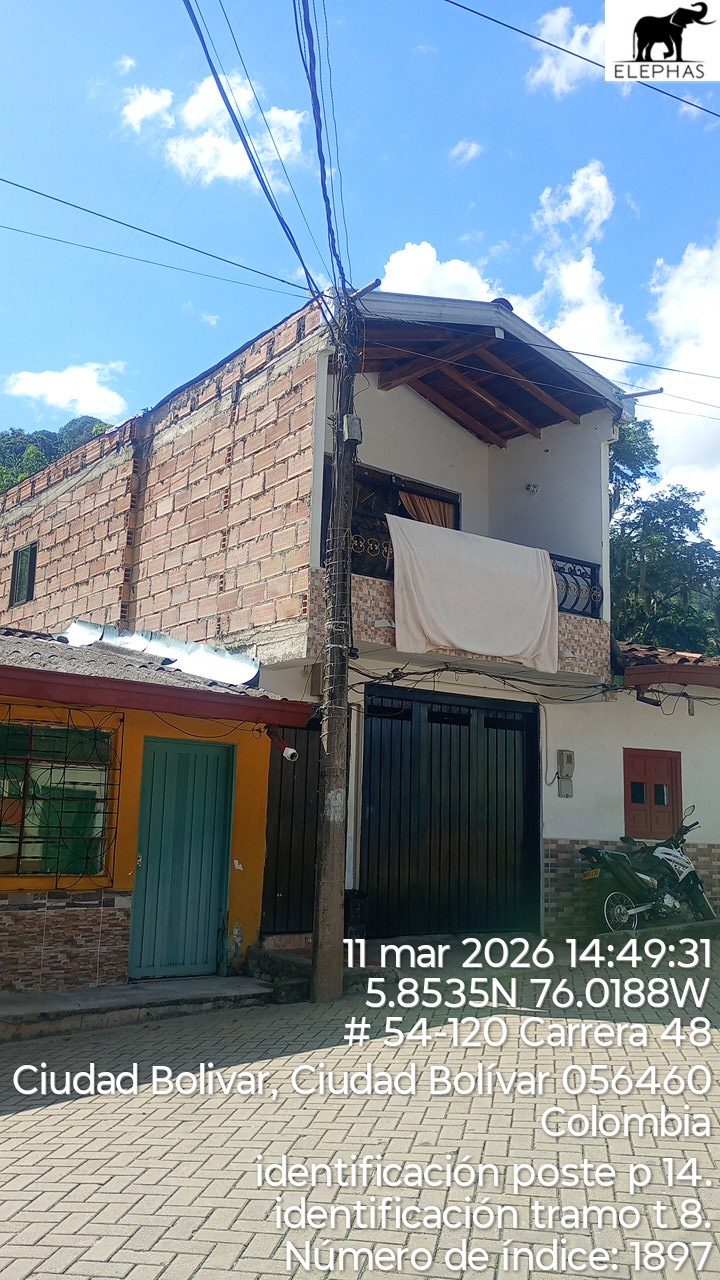 ELEPHAS
11 mar 2026 14:49:31
5.8535N 76.0188W
# 54-120 Carrera 48
Ciudad Bolivar, Ciudad Bolívar 056460
Colombia
identificación poste p 14.
identificación tramo t 8.
Número de índice: 1897